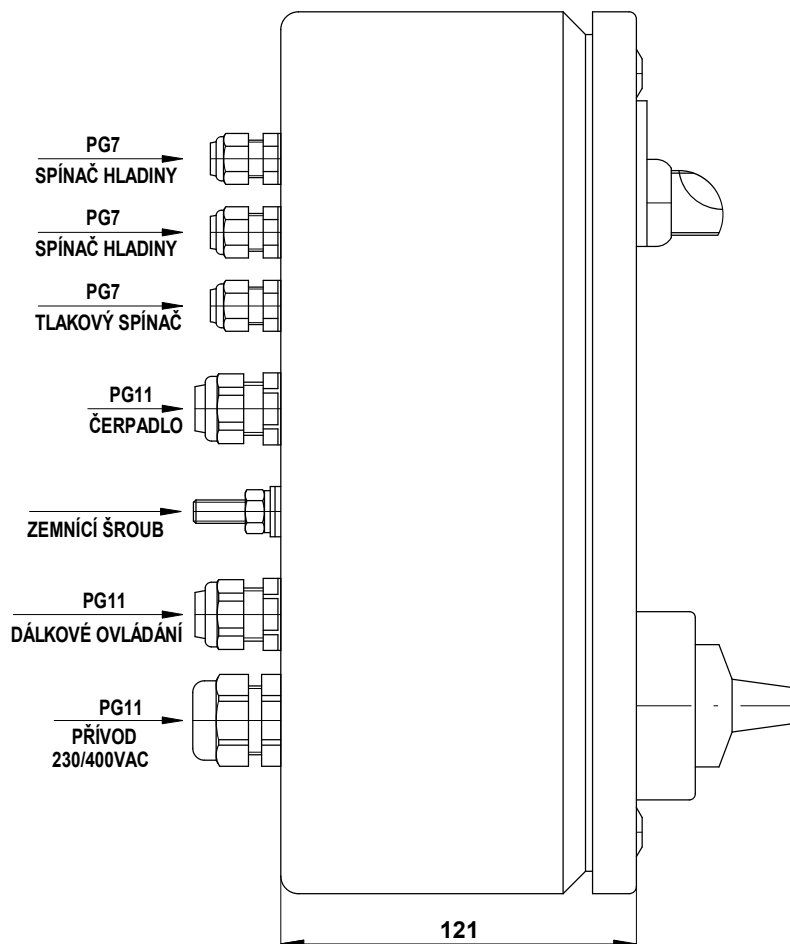 PG7
SPÍNAČ HLADINY
PG7
SPÍNAČ HLADINY
PG7
TLAKOVÝ SPÍNAČ
PG11
ČERPADLO
ZEMNÍCÍ ŠROUB
PG11
DÁLKOVÉ OVLÁDÁNÍ
PG11
PŘÍVOD
230/400VAC
121